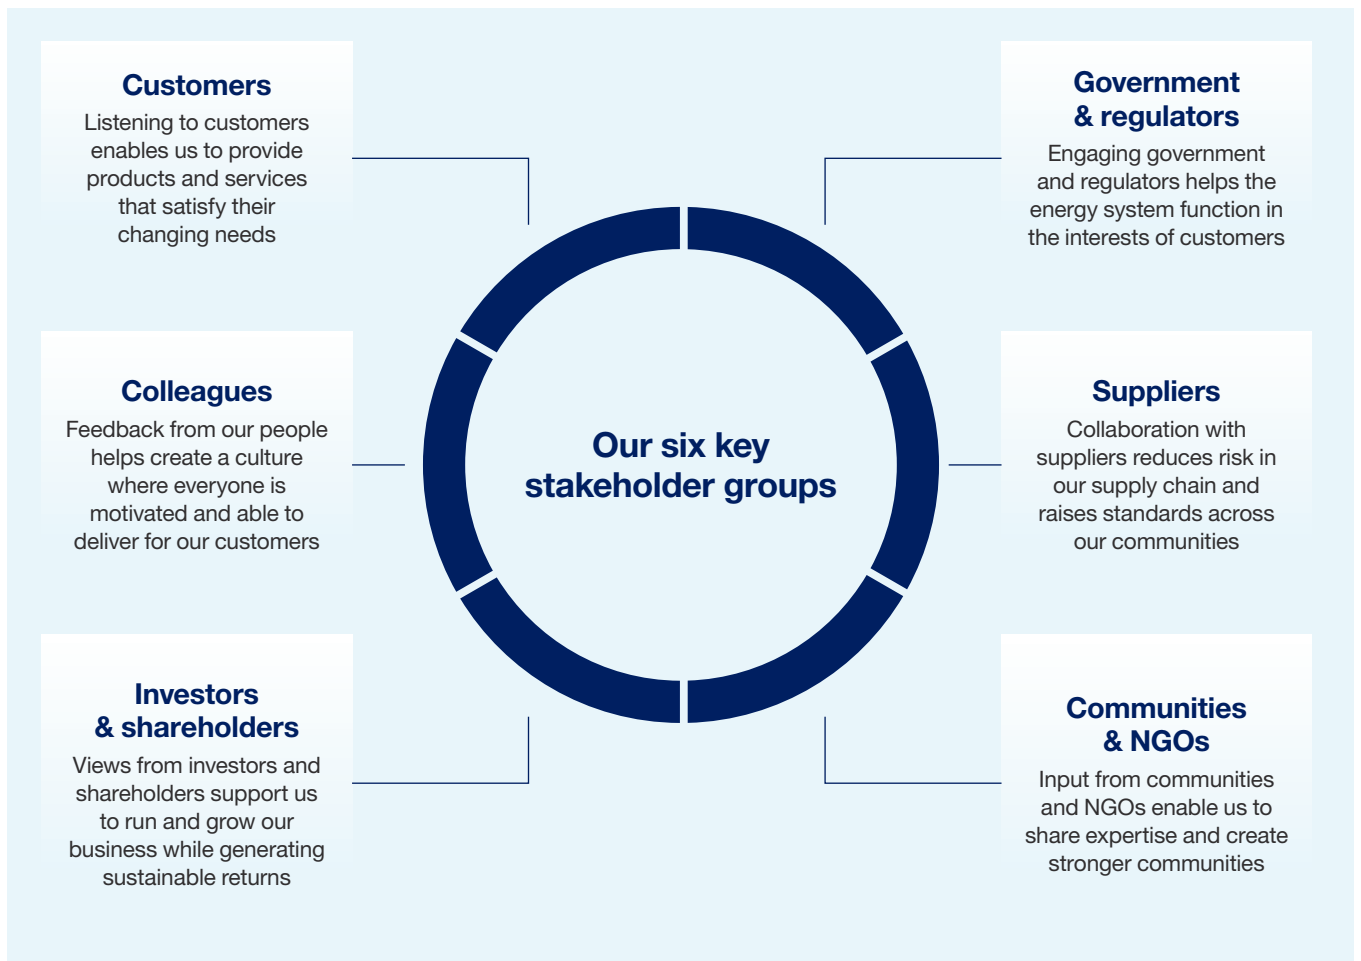 Customers
Listening to customers
enables us to provide
products and services
that satisfy their
changing needs
Colleagues
Feedback from our people
helps create a culture
where everyone is
motivated and able to
deliver for our customers
Investors
& shareholders
Views from investors and
shareholders support us
to run and grow our
business while generating
sustainable returns
Our six key
stakeholder groups
Government
& regulators
Engaging government
and regulators helps the
energy system function in
the interests of customers
Suppliers
Collaboration with
suppliers reduces risk in
our supply chain and
raises standards across
our communities
Communities
& NGOs
Input from communities
and NGOs enable us to
share expertise and create
stronger communities